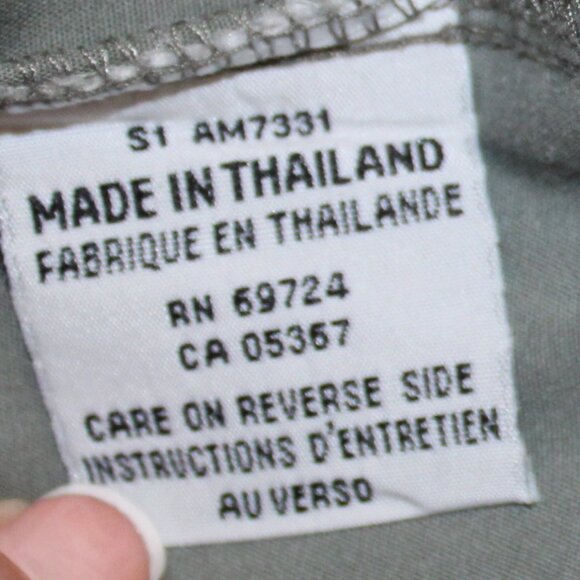 S1 AM7331
MADE IN THAILAND
FABRIQUE EN THAILANDE
RN 69724
CA 05367
CARE ON REVERSE SIDE
INSTRUCTIONS D'ENTRETIEN
AU VERSO